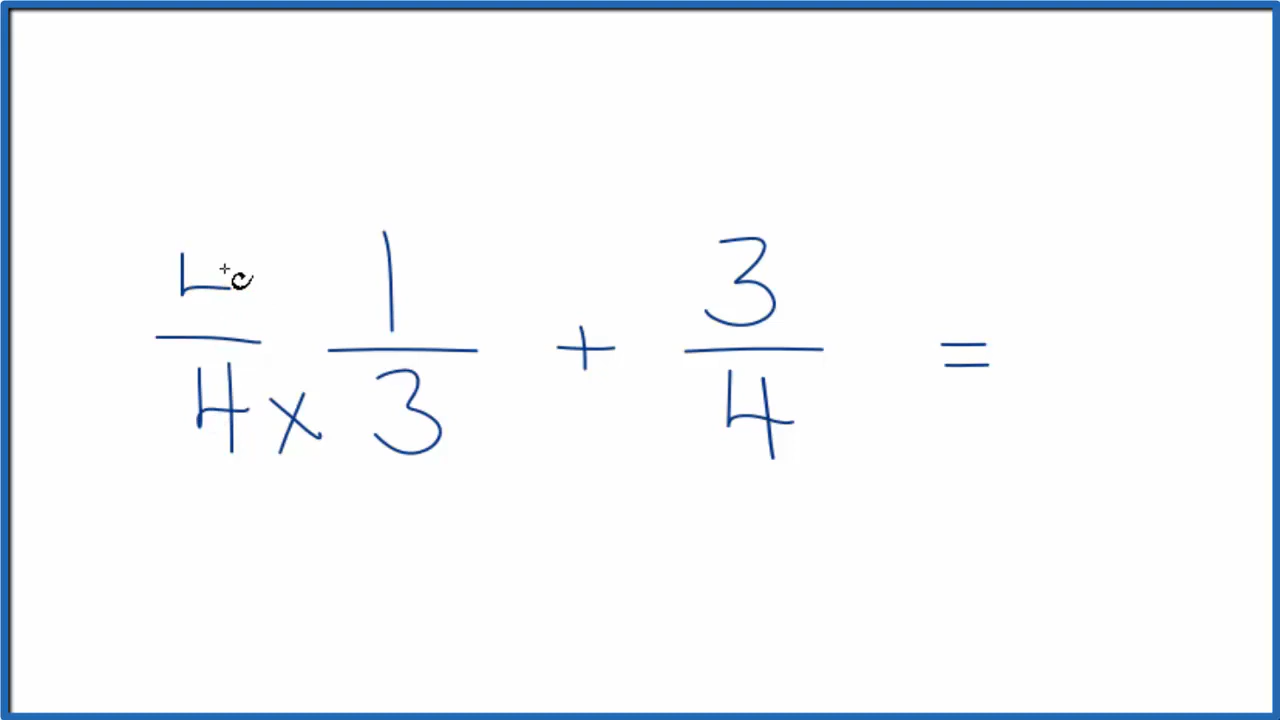 1 + 3 =
4 x 3 4